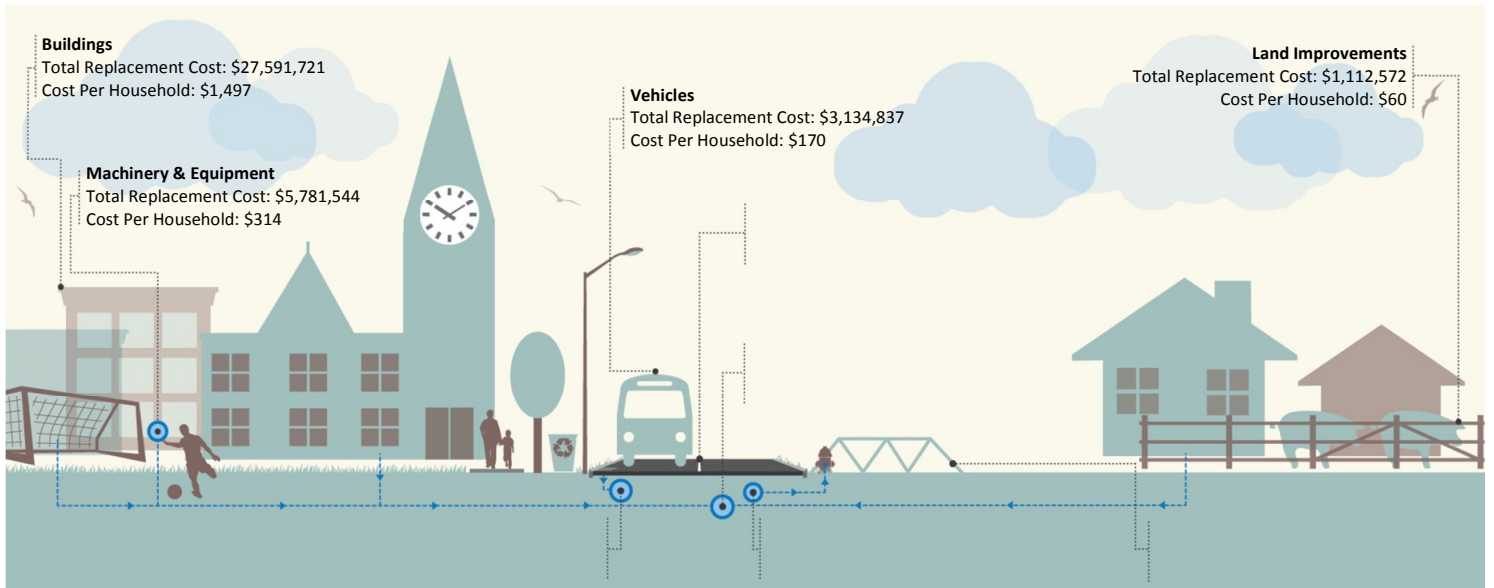 Buildings
Total Replacement Cost: $27,591,721
Cost Per Household: $1,497
Machinery & Equipment
Total Replacement Cost: $5,781,544
Cost Per Household: $314
Vehicles
Total Replacement Cost: $3,134,837
Cost Per Household: $170
Land Improvements
Total Replacement Cost: $1,112,572
Cost Per Household: $60